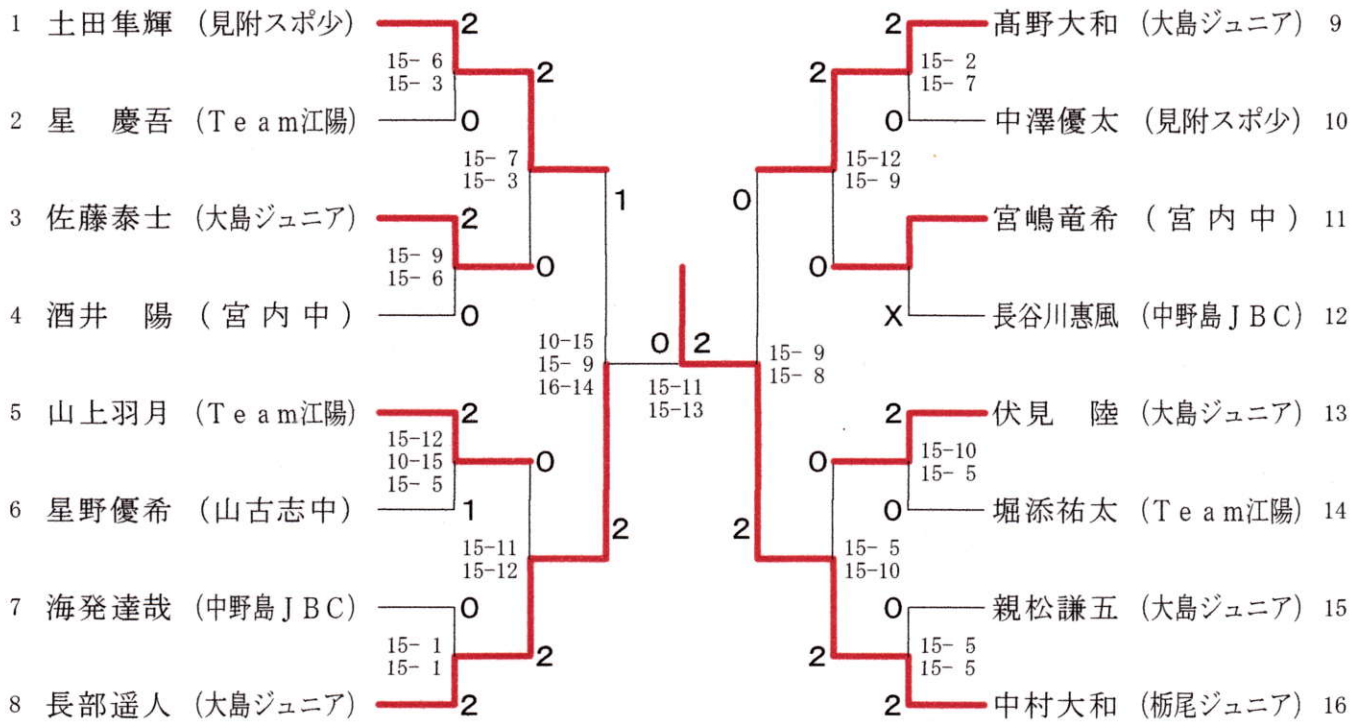 1 土田隼輝 (見附スポ少) 2
15- 6
15- 3
2
2 星 慶吾 (Team江陽) 0
15- 7
15- 3
1
3 佐藤泰士 (大島ジュニア) 2
15- 9
15- 6
0
4 酒井 陽 (宮内中) 0
10-15
15- 9
16-14
5 山上羽月 (Team江陽) 2
15-12
10-15
15- 5
0
6 星野優希 (山古志中) 1
15-11
15-12
2
7 海発達哉 (中野島JBC) 0
15- 1
15- 1
2
8 長部遥人 (大島ジュニア) 2
0 2
15-11
15-13
2 髙野大和 (大島ジュニア) 9
2
15- 2
15- 7
0 中澤優太 (見附スポ少) 10
15-12
15- 9
0
宮嶋竜希 (宮内中) 11
0
X 長谷川惠風 (中野島JBC) 12
15- 9
15- 8
2 伏見 陸 (大島ジュニア) 13
0
15-10
15- 5
0 堀添祐太 (Team江陽) 14
2
15- 5
15-10
0 親松謙五 (大島ジュニア) 15
15- 5
15- 5
2
2 中村大和 (栃尾ジュニア) 16